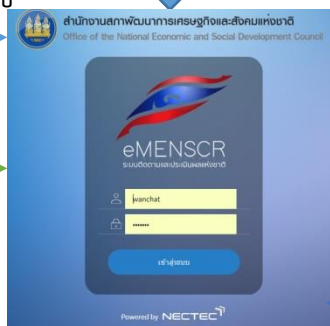 สำนักงานสภาพัฒนาการเศรษฐกิจและสังคมแห่งชาติ
Office of the National Economic and Social Development Council
eMENSCR
ระบบติดตามและประเมินผลแห่งชาติ
wanchat
•••••••
เข้าสู่ระบบ
Powered by NECTEC